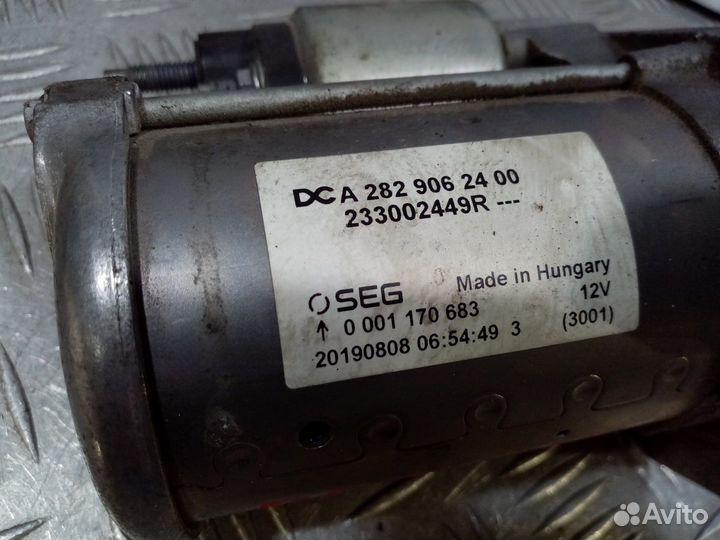 DC A 282 906 24 00
233002449R ---
SEG Made in Hungary
↑ 0 001 170 683 12V
20190808 06:54:49 3 (3001)
Avito